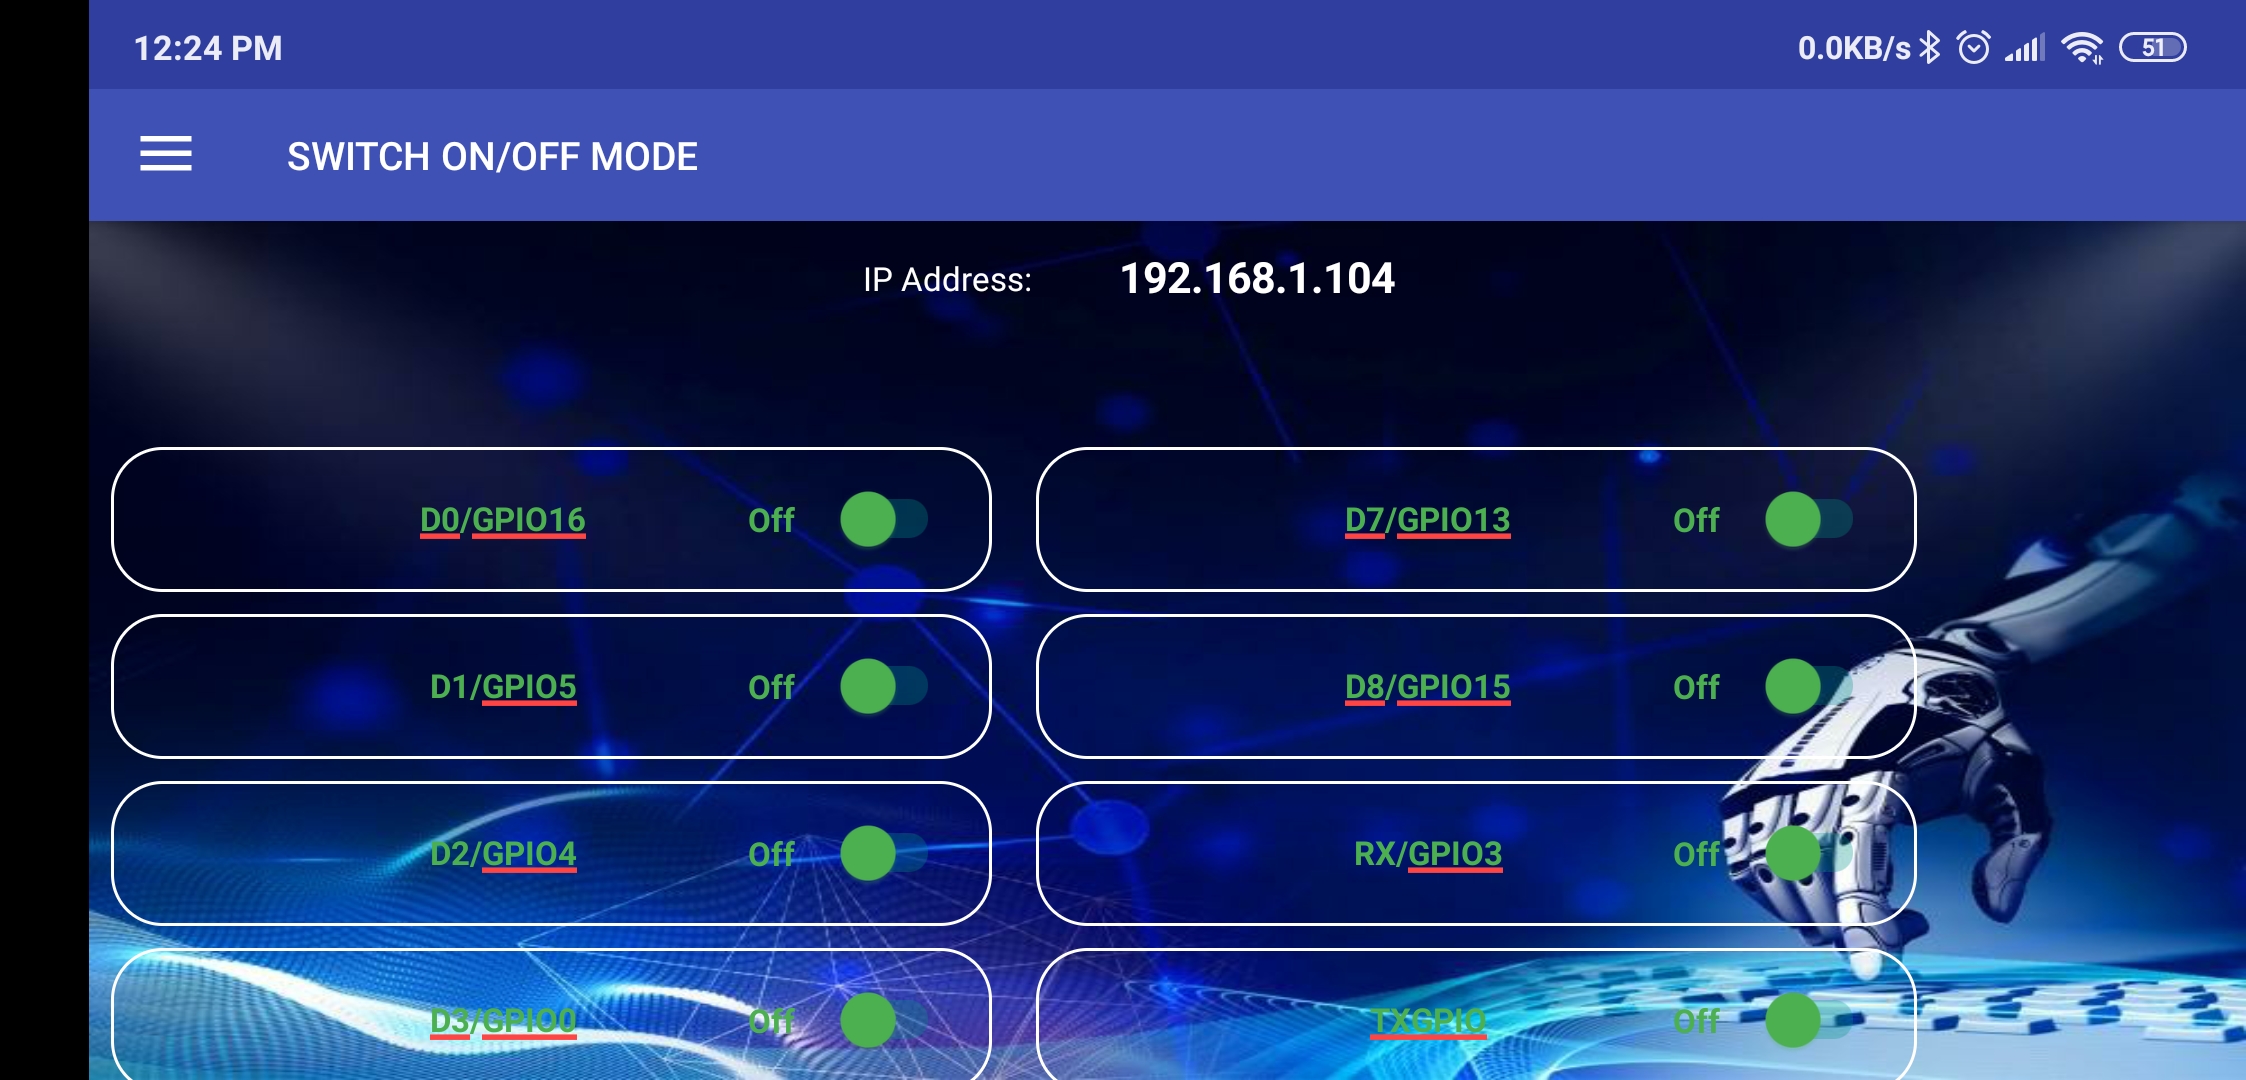 12:24 PM
0.0KB/s
51
SWITCH ON/OFF MODE
IP Address: 192.168.1.104
D0/GPIO16 Off
D7/GPIO13 Off
D1/GPIO5 Off
D8/GPIO15 Off
D2/GPIO4 Off
RX/GPIO3 Off
D3/GPIO0 Off
TXGPIO Off